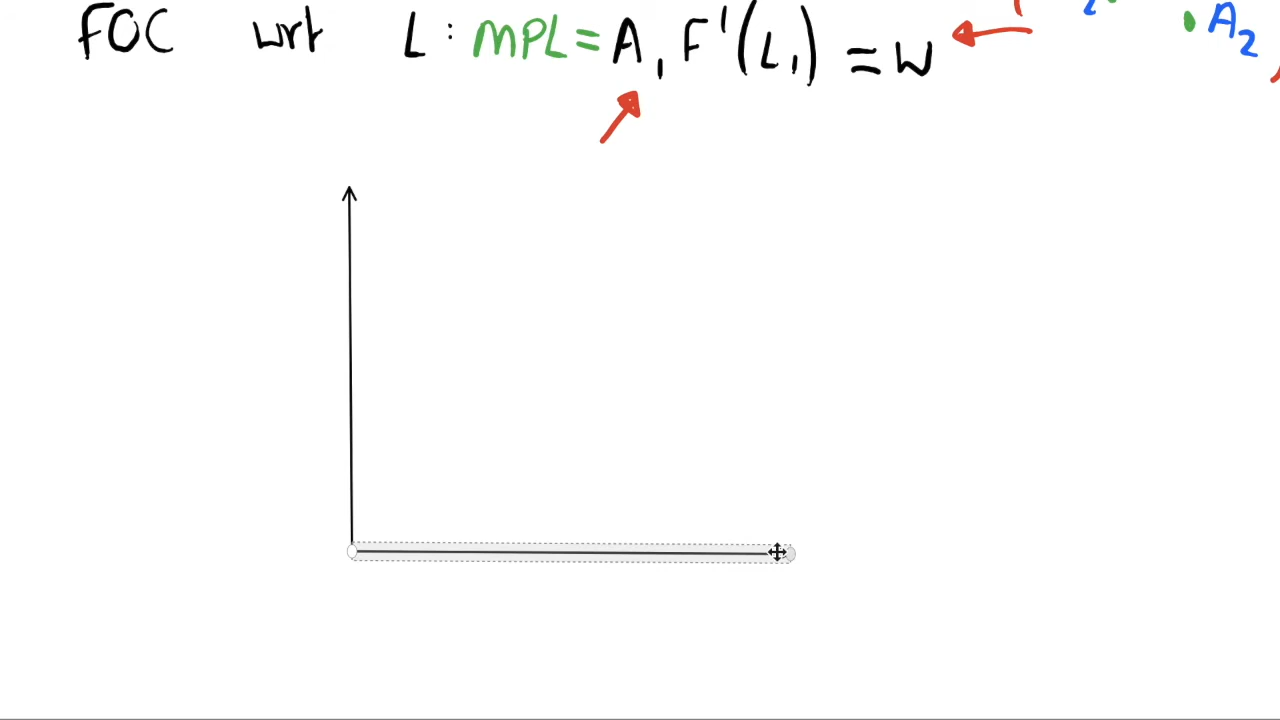 FOC wrt L : MPL = A₁ F'(L₁) = W
A₂